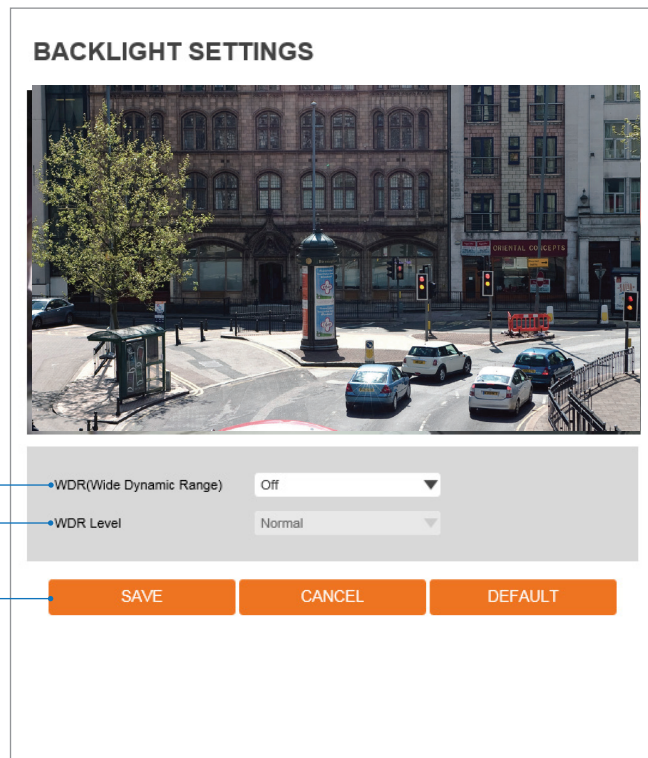 BACKLIGHT SETTINGS
ORIENTAL CONCEPTS
WDR(Wide Dynamic Range) Off
WDR Level Normal
SAVE CANCEL DEFAULT